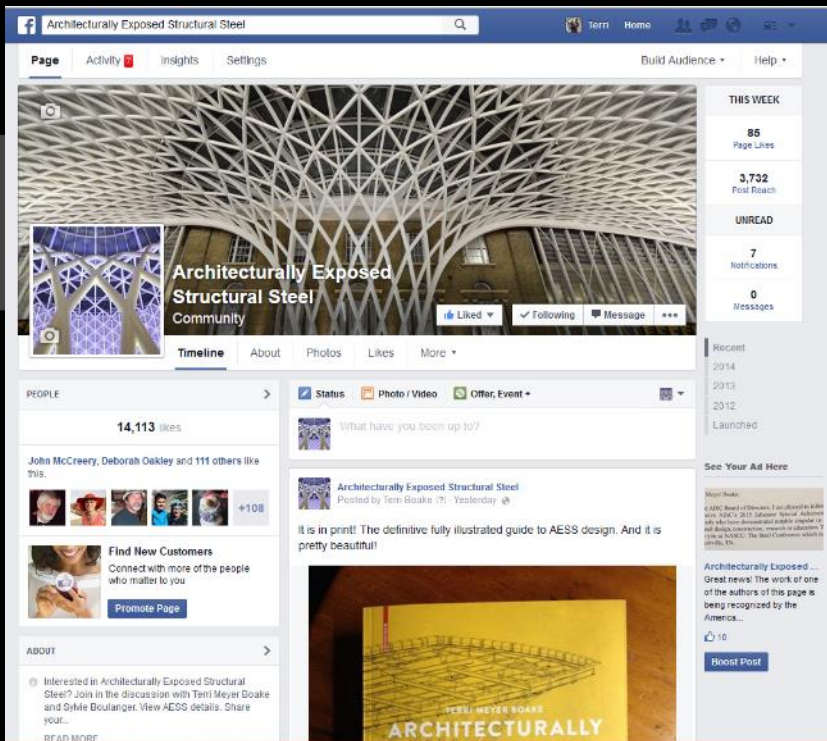 Architecturally Exposed Structural Steel
Terri Home
Page Activity 7 Insights Settings Build Audience Help
THIS WEEK
85
Page Likes
3,732
Post Reach
UNREAD
7
Notifications
0
Messages
Architecturally Exposed
Structural Steel
Community
Liked Following Message
Timeline About Photos Likes More
Recent
2014
2013
2012
Launched
PEOPLE
14,113 likes
John McCreery, Deborah Oakley and 111 others like
this.
+108
Find New Customers
Connect with more of the people
who matter to you
Promote Page
ABOUT
Interested in Architecturally Exposed Structural
Steel? Join in the discussion with Terri Meyer Boake
and Sylvie Boulanger. View AESS details. Share
your...
READ MORE
Status Photo / Video Offer, Event +
What have you been up to?
Architecturally Exposed Structural Steel
Posted by Terri Boake [?] · Yesterday
It is in print! The definitive fully illustrated guide to AESS design. And it is
pretty beautiful!
TERRI MEYER BOAKE
ARCHITECTURALLY
See Your Ad Here
Architecturally Exposed ...
Great news! The work of one
of the authors of this page is
being recognized by the
America...
10
Boost Post